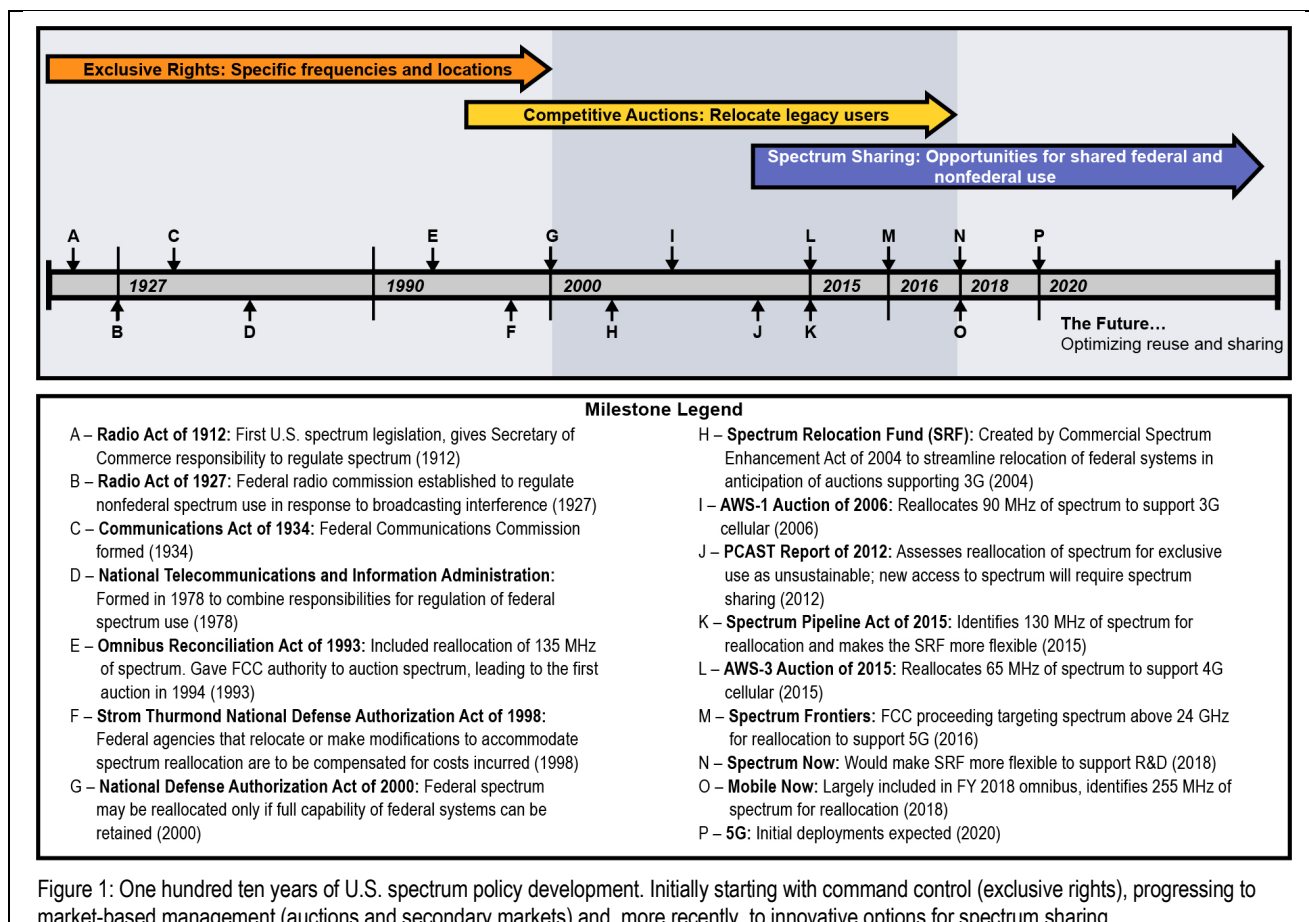 Exclusive Rights: Specific frequencies and locations
Competitive Auctions: Relocate legacy users
Spectrum Sharing: Opportunities for shared federal and
nonfederal use
A C E G I L M N P
1927 1990 2000 2015 2016 2018 2020
B D F H J K O
The Future…
Optimizing reuse and sharing
Milestone Legend
A – Radio Act of 1912: First U.S. spectrum legislation, gives Secretary of
Commerce responsibility to regulate spectrum (1912)
B – Radio Act of 1927: Federal radio commission established to regulate
nonfederal spectrum use in response to broadcasting interference (1927)
C – Communications Act of 1934: Federal Communications Commission
formed (1934)
D – National Telecommunications and Information Administration:
Formed in 1978 to combine responsibilities for regulation of federal
spectrum use (1978)
E – Omnibus Reconciliation Act of 1993: Included reallocation of 135 MHz
of spectrum. Gave FCC authority to auction spectrum, leading to the first
auction in 1994 (1993)
F – Strom Thurmond National Defense Authorization Act of 1998:
Federal agencies that relocate or make modifications to accommodate
spectrum reallocation are to be compensated for costs incurred (1998)
G – National Defense Authorization Act of 2000: Federal spectrum
may be reallocated only if full capability of federal systems can be
retained (2000)
H – Spectrum Relocation Fund (SRF): Created by Commercial Spectrum
Enhancement Act of 2004 to streamline relocation of federal systems in
anticipation of auctions supporting 3G (2004)
I – AWS-1 Auction of 2006: Reallocates 90 MHz of spectrum to support 3G
cellular (2006)
J – PCAST Report of 2012: Assesses reallocation of spectrum for exclusive
use as unsustainable; new access to spectrum will require spectrum
sharing (2012)
K – Spectrum Pipeline Act of 2015: Identifies 130 MHz of spectrum for
reallocation and makes the SRF more flexible (2015)
L – AWS-3 Auction of 2015: Reallocates 65 MHz of spectrum to support 4G
cellular (2015)
M – Spectrum Frontiers: FCC proceeding targeting spectrum above 24 GHz
for reallocation to support 5G (2016)
N – Spectrum Now: Would make SRF more flexible to support R&D (2018)
O – Mobile Now: Largely included in FY 2018 omnibus, identifies 255 MHz of
spectrum for reallocation (2018)
P – 5G: Initial deployments expected (2020)
Figure 1: One hundred ten years of U.S. spectrum policy development. Initially starting with command control (exclusive rights), progressing to
market-based management (auctions and secondary markets) and, more recently, to innovative options for spectrum sharing